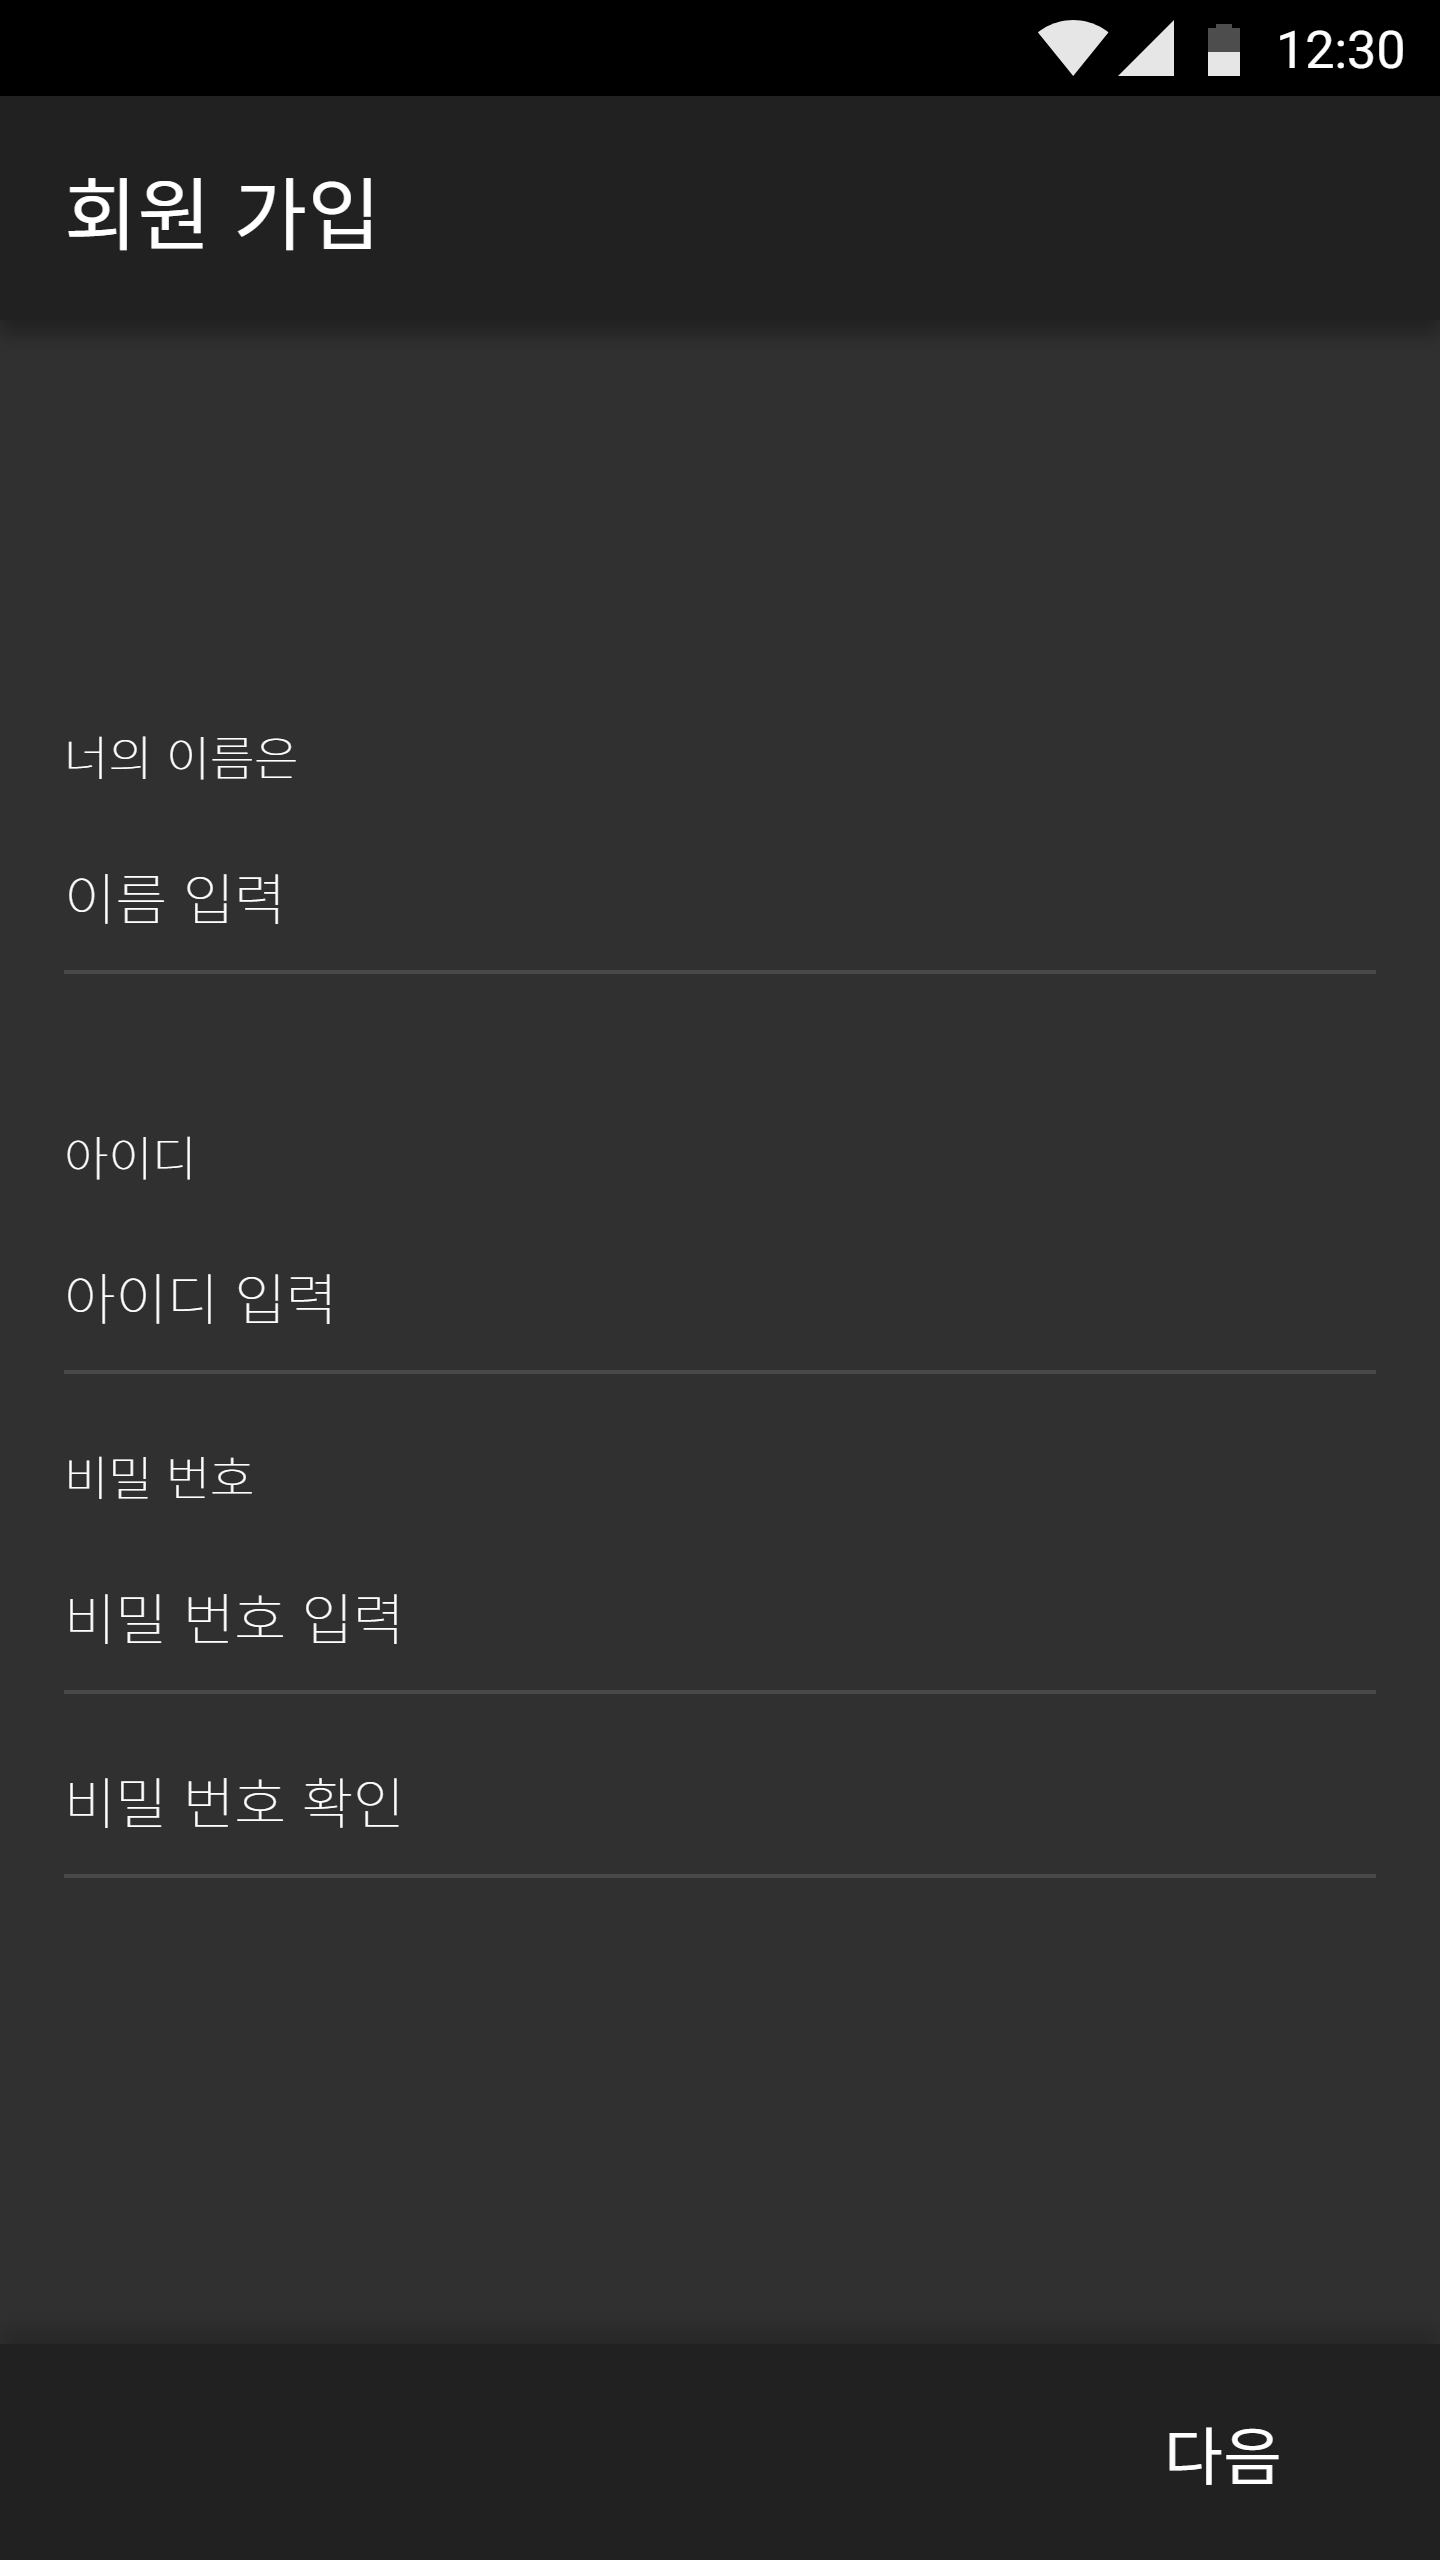 12:30
회원 가입
너의 이름은
이름 입력
아이디
아이디 입력
비밀 번호
비밀 번호 입력
비밀 번호 확인
다음